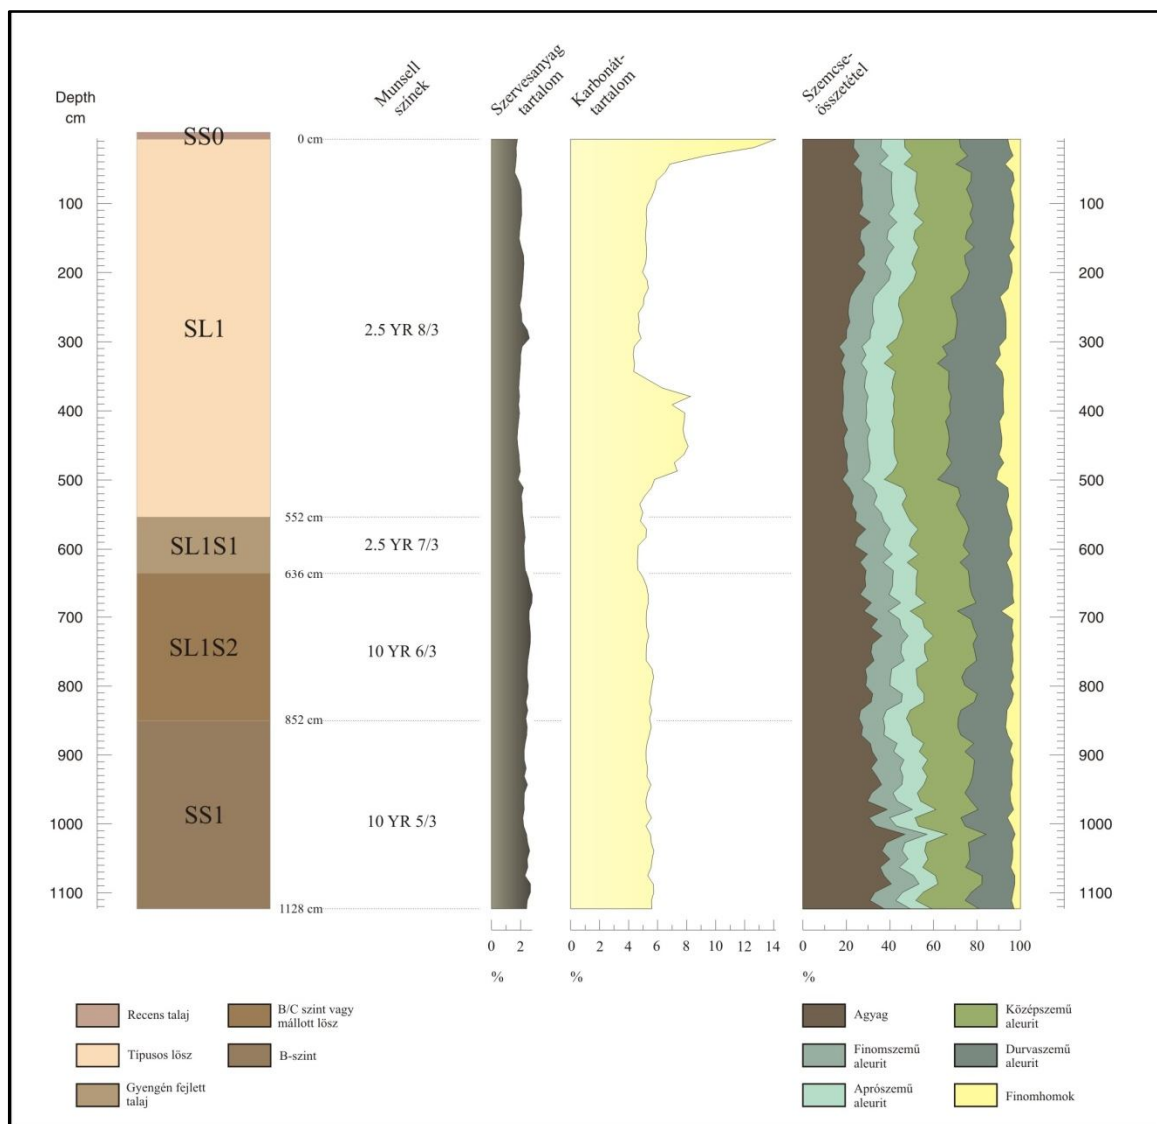 Depth
cm
Munsell
színek
Szervesanyag
tartalom
Karbonát-
tartalom
Szemcse-
összetétel
SS0
0 cm
100
100
200
200
SL1
2.5 YR 8/3
300
300
400
400
500
500
552 cm
SL1S1
2.5 YR 7/3
600
600
636 cm
700
700
SL1S2
10 YR 6/3
800
800
852 cm
900
900
SS1
10 YR 5/3
1000
1000
1100
1100
1128 cm
0 2
0 2 4 6 8 10 12 14
0 20 40 60 80 100
% % %
Recens talaj
B/C szint vagy
mállott lösz
Típusos lösz
B-szint
Gyengén fejlett
talaj
Agyag
Középszemű
aleurit
Finomszemű
aleurit
Durvaszemű
aleurit
Aprószemű
aleurit
Finomhomok